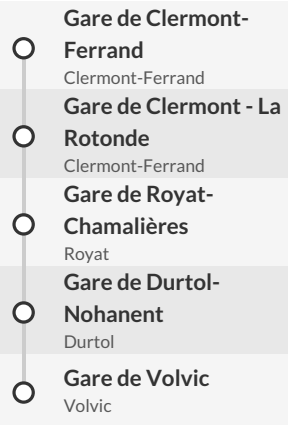 Gare de Clermont-
Ferrand
Clermont-Ferrand
Gare de Clermont - La
Rotonde
Clermont-Ferrand
Gare de Royat-
Chamalières
Royat
Gare de Durtol-
Nohanent
Durtol
Gare de Volvic
Volvic